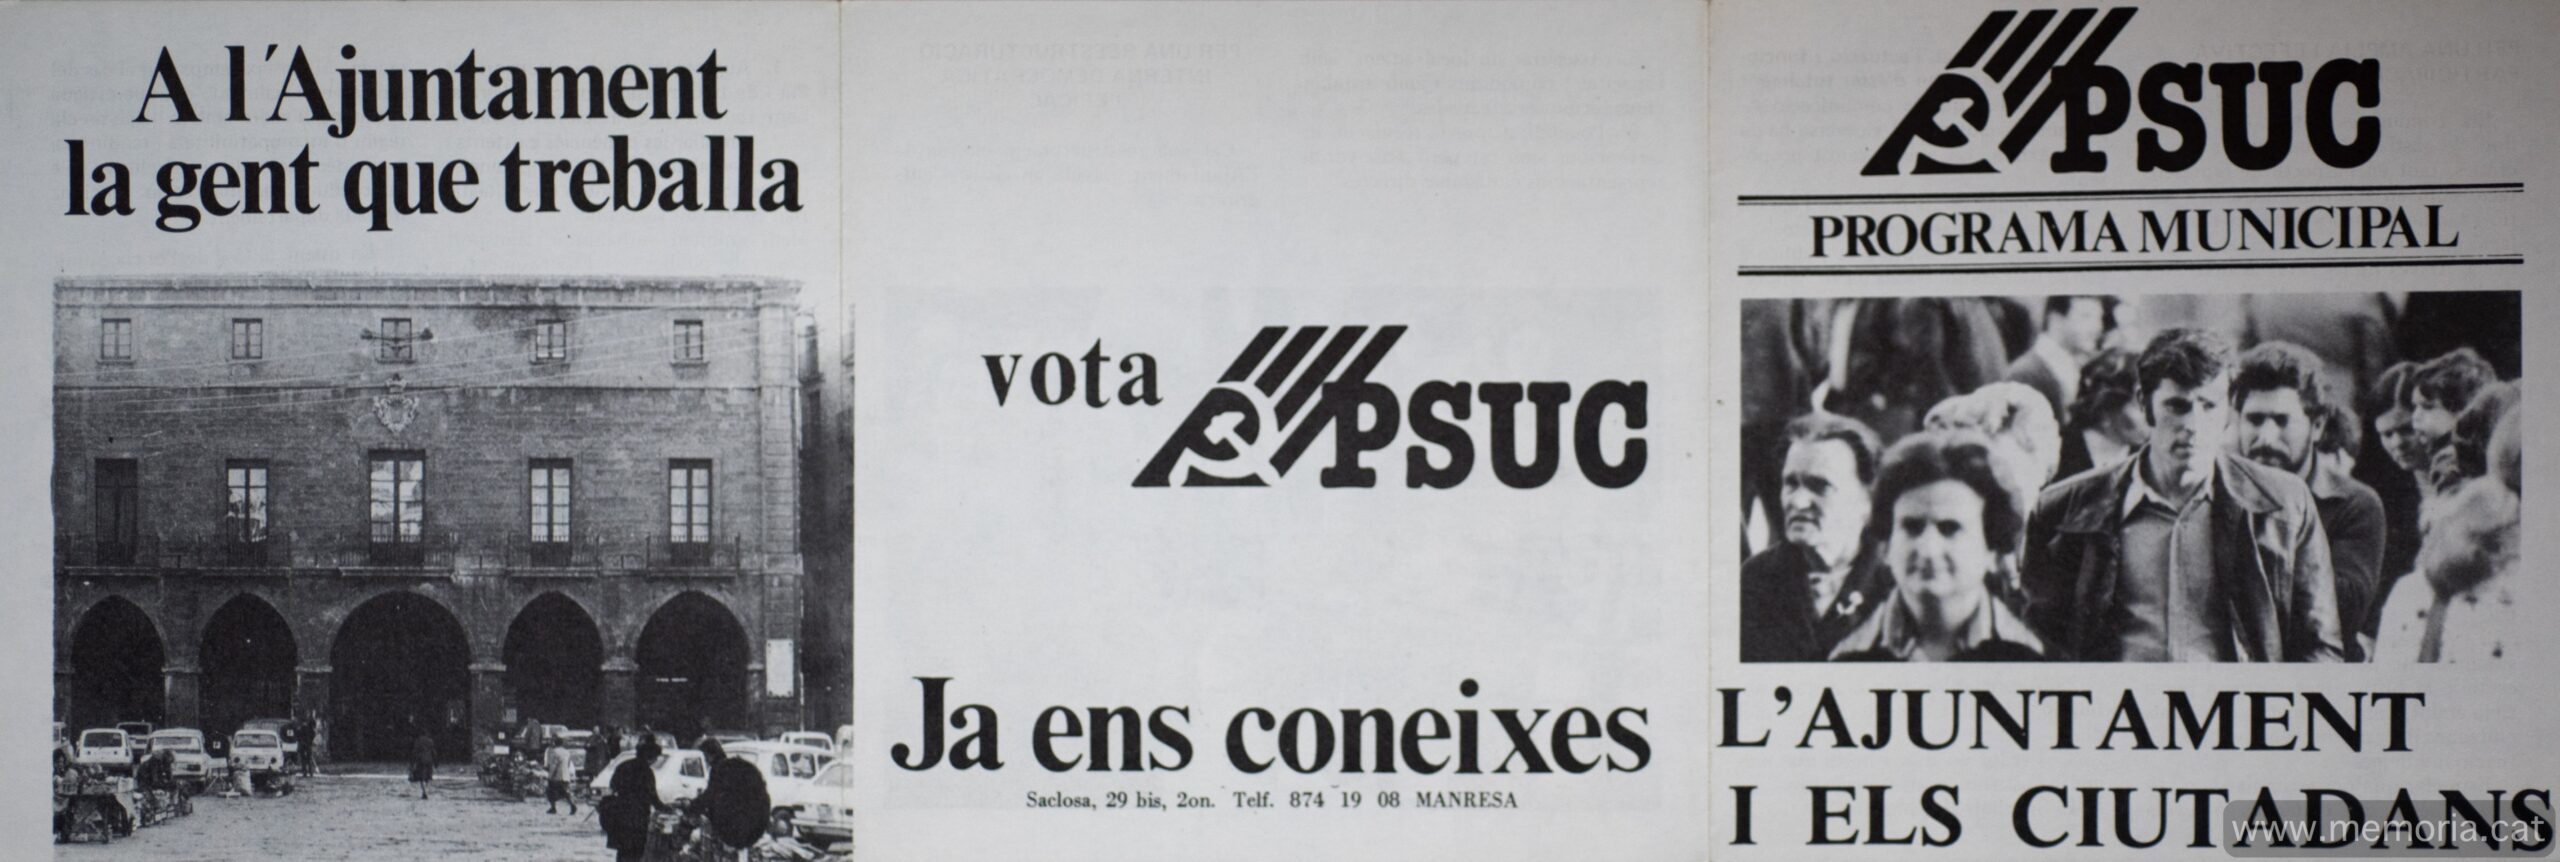 A l'Ajuntament
la gent que treballa
vota PSUC
Ja ens coneixes
Saclosa, 29 bis, 2on. Telf. 874 19 08 MANRESA
PSUC
PROGRAMA MUNICIPAL
L'AJUNTAMENT
I ELS CIUTADANS
www.memoria.cat